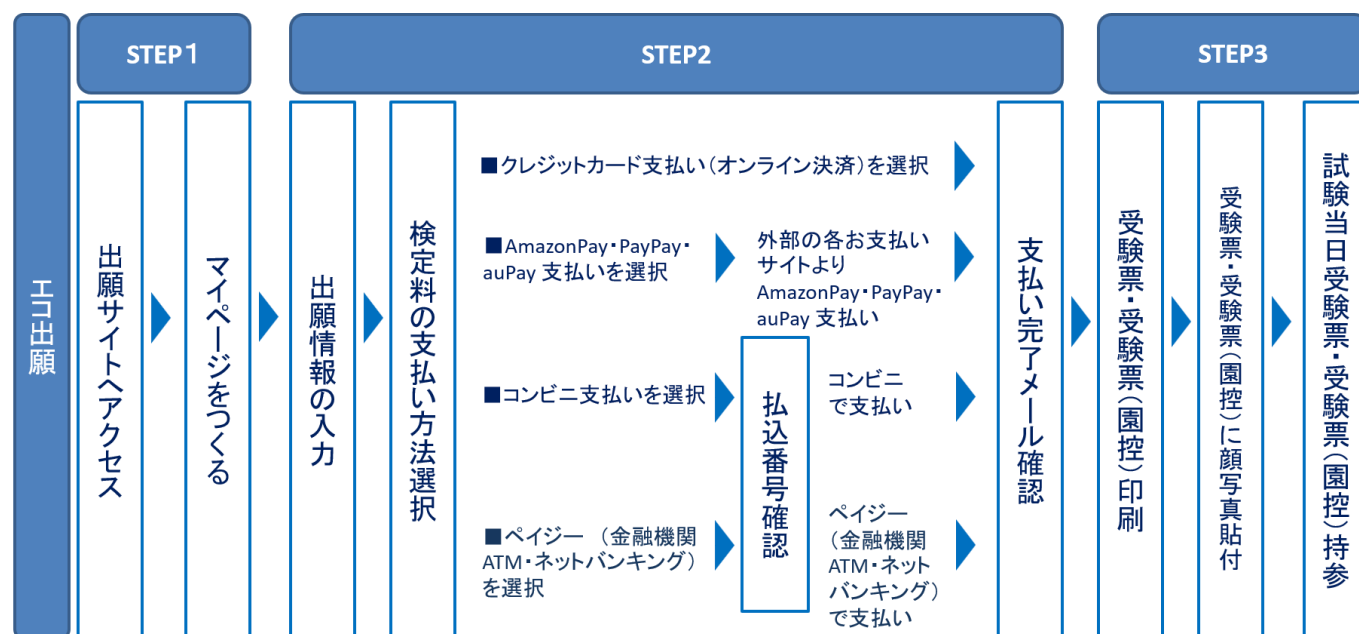 エコ出願
STEP1
STEP2
STEP3
出願サイトへアクセス
マイページをつくる
出願情報の入力
検定料の支払い方法選択
■クレジットカード支払い(オンライン決済)を選択
■AmazonPay・PayPay・
auPay 支払いを選択
外部の各お支払い
サイトより
AmazonPay・PayPay・
auPay 支払い
■コンビニ支払いを選択
払込番号確認
コンビニ
で支払い
■ペイジー (金融機関
ATM・ネットバンキング)
を選択
ペイジー
(金融機関
ATM・ネット
バンキング)
で支払い
支払い完了メール確認
受験票・受験票(園控)印刷
受験票・受験票(園控)に顔写真貼付
試験当日受験票・受験票(園控)持参